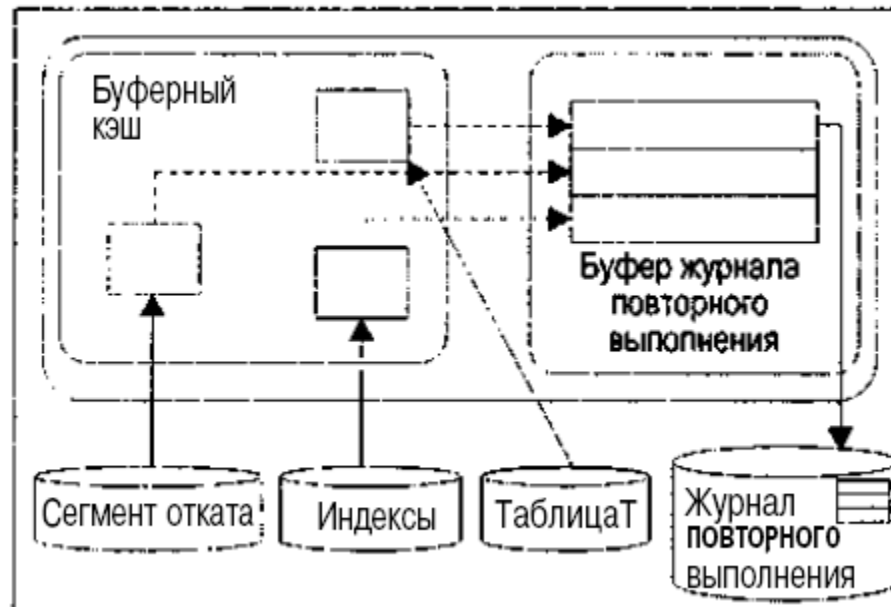 Буферный
кэш
Буфер журнала
повторного
выполнения
Сегмент отката
Индексы
ТаблицаТ
Журнал
повторного
выполнения